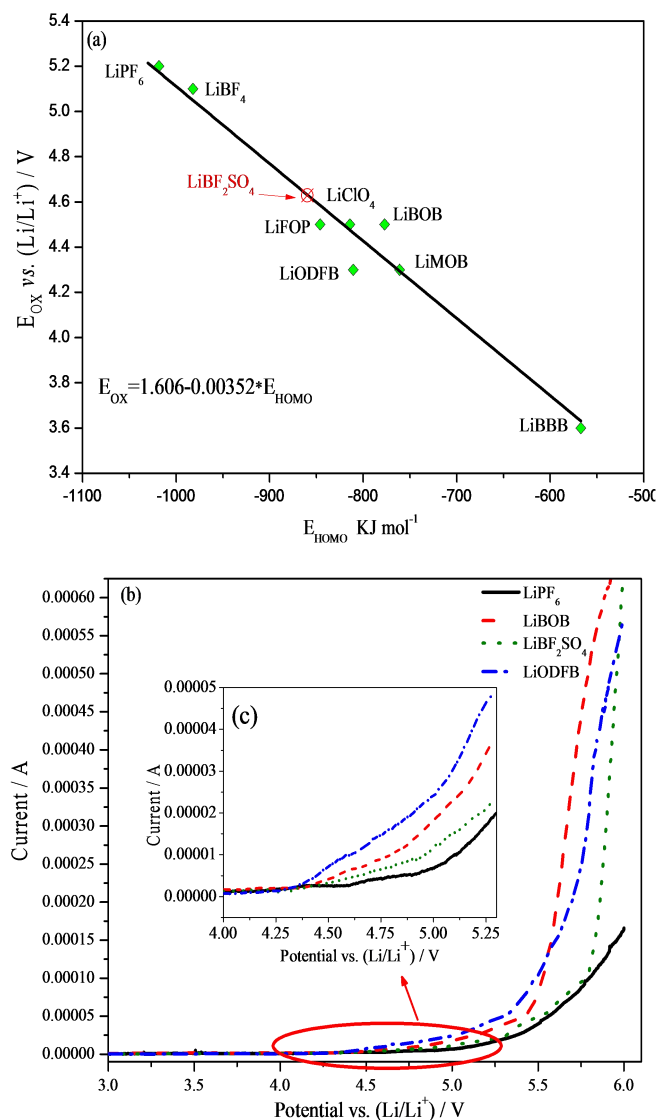 (a)
5.4
5.2
5.0
4.8
4.6
4.4
4.2
4.0
3.8
3.6
3.4
E_OX vs. (Li/Li⁺) / V
LiPF₆
LiBF₄
LiBF₂SO₄
LiClO₄
LiFOP
LiBOB
LiODFB
LiMOB
LiBBB
E_OX=1.606-0.00352*E_HOMO
-1100 -1000 -900 -800 -700 -600 -500
E_HOMO KJ mol⁻¹
(b)
LiPF₆
LiBOB
LiBF₂SO₄
LiODFB
0.00060
0.00055
0.00050
0.00045
0.00040
0.00035
0.00030
0.00025
0.00020
0.00015
0.00010
0.00005
0.00000
Current / A
(c)
0.00005
0.00004
0.00003
0.00002
0.00001
0.00000
Current / A
4.00 4.25 4.50 4.75 5.00 5.25
Potential vs. (Li/Li⁺) / V
3.0 3.5 4.0 4.5 5.0 5.5 6.0
Potential vs. (Li/Li⁺) / V